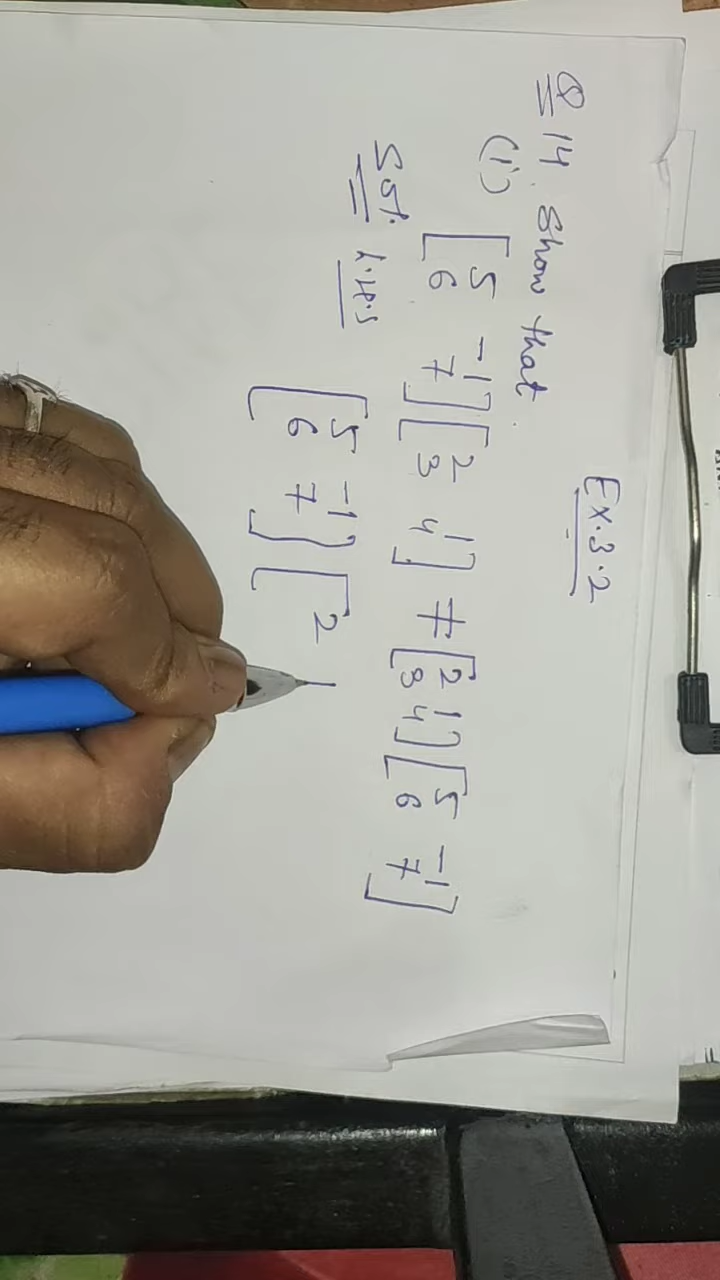 Ex.3.2
Q 14. Show that
(i) [5 -1] [2 1] ≠ [2 1] [5 -1]
[6 7] [3 4] [3 4] [6 7]
Sol. L.H.S
[5 -1] [2
[6 7] [